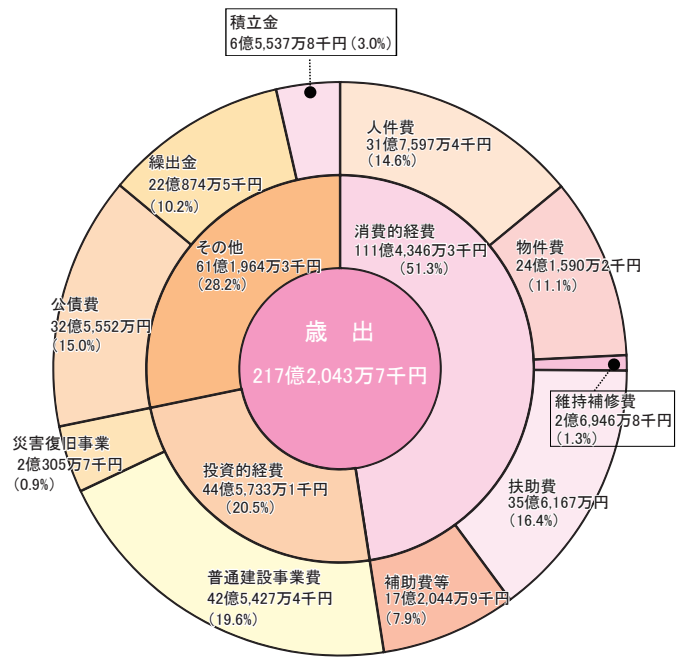 積立金
6億5,537万8千円(3.0%)
人件費
31億7,597万4千円
(14.6%)
繰出金
22億874万5千円
(10.2%)
消費的経費
111億4,346万3千円
(51.3%)
物件費
24億1,590万2千円
(11.1%)
その他
61億1,964万3千円
(28.2%)
公債費
32億5,552万円
(15.0%)
歳　出
217億2,043万7千円
維持補修費
2億6,946万8千円
(1.3%)
災害復旧事業
2億305万7千円
(0.9%)
投資的経費
44億5,733万1千円
(20.5%)
扶助費
35億6,167万円
(16.4%)
普通建設事業費
42億5,427万4千円
(19.6%)
補助費等
17億2,044万9千円
(7.9%)